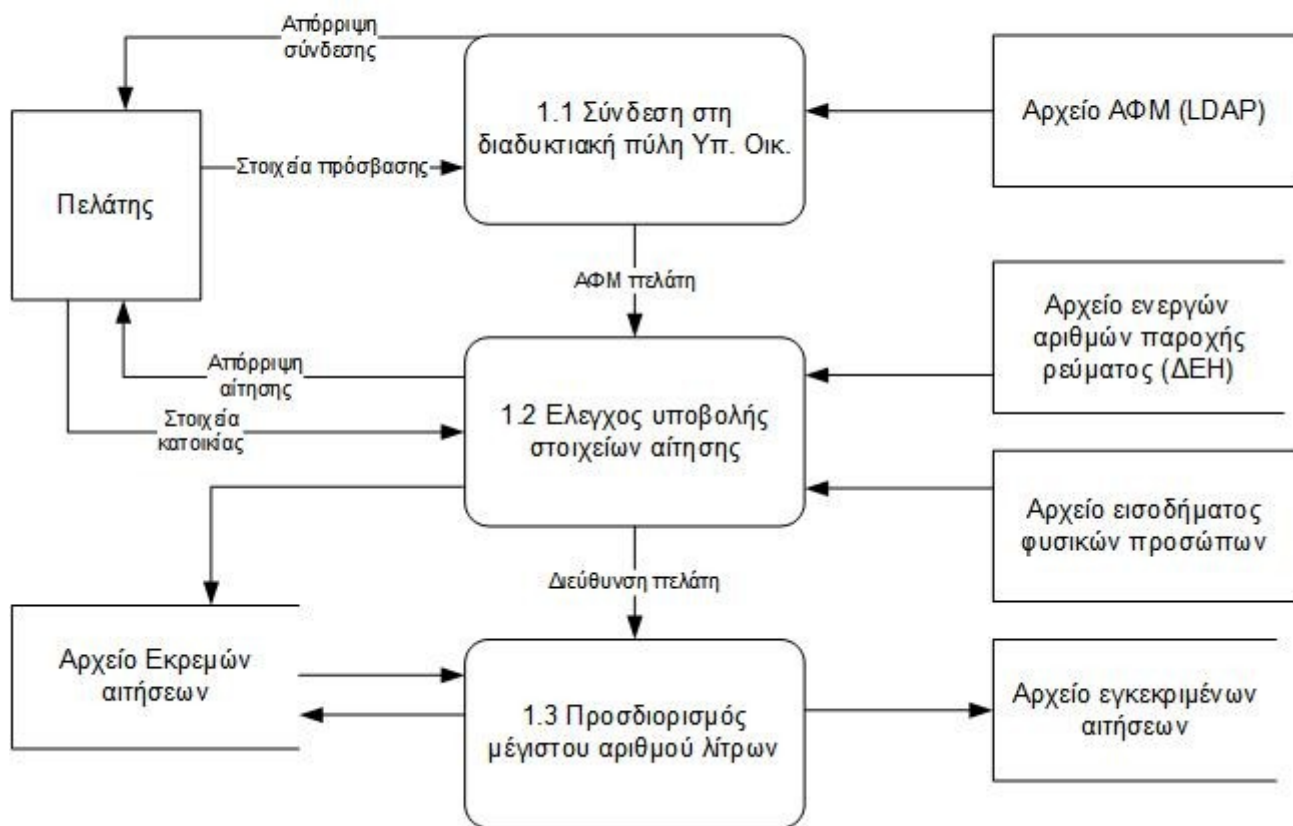 Απόρριψη
σύνδεσης
1.1 Σύνδεση στη
διαδυκτιακή πύλη Υπ. Οικ.
Αρχείο ΑΦΜ (LDAP)
Στοιχεία πρόσβασης
Πελάτης
ΑΦΜ πελάτη
Αρχείο ενεργών
αριθμών παροχής
ρεύματος (ΔΕΗ)
Απόρριψη
αίτησης
Στοιχεία
κατοικίας
1.2 Ελεγχος υποβολής
στοιχείων αίτησης
Αρχείο εισοδήματος
φυσικών προσώπων
Διεύθυνση πελάτη
Αρχείο Εκρεμών
αιτήσεων
1.3 Προσδιορισμός
μέγιστου αριθμού λίτρων
Αρχείο εγκεκριμένων
αιτήσεων